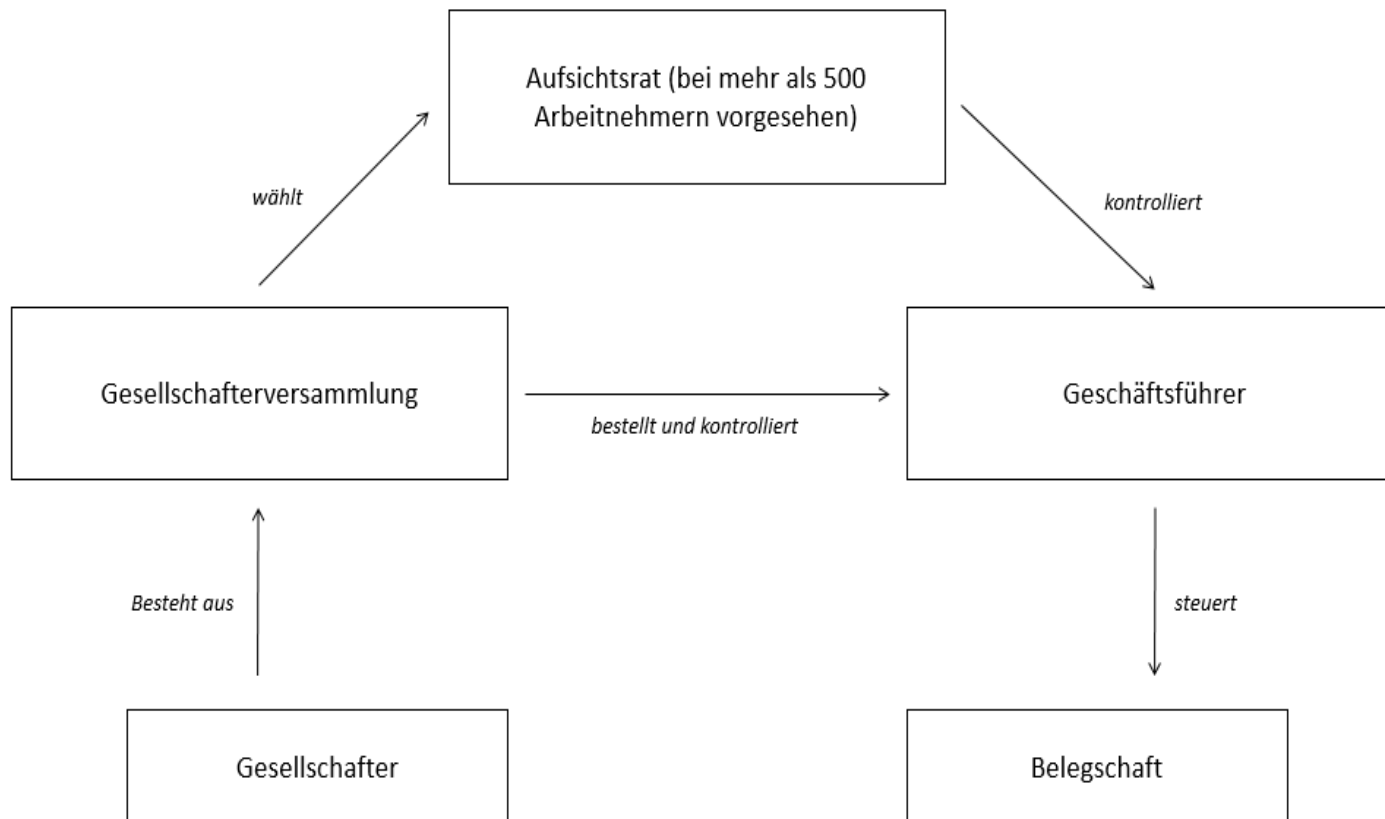 Aufsichtsrat (bei mehr als 500
Arbeitnehmern vorgesehen)
wählt
kontrolliert
Gesellschafterversammlung
Geschäftsführer
bestellt und kontrolliert
Besteht aus
steuert
Gesellschafter
Belegschaft